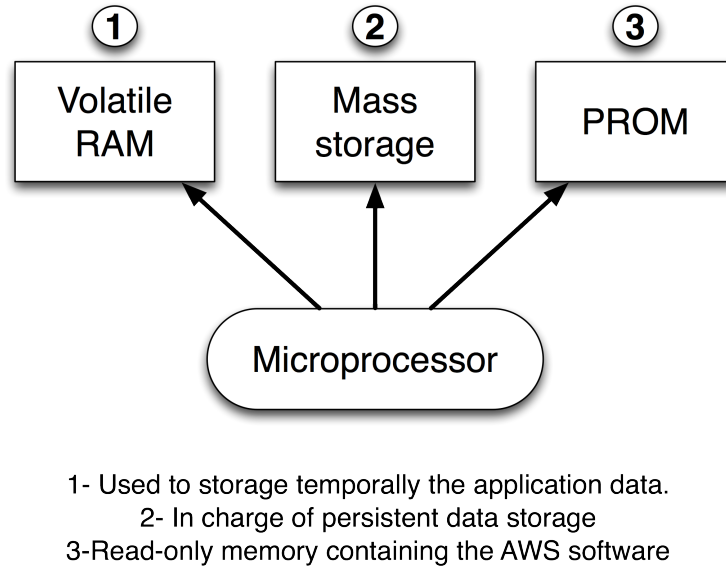 1
2
3
Volatile
RAM
Mass
storage
PROM
Microprocessor
1- Used to storage temporally the application data.
2- In charge of persistent data storage
3-Read-only memory containing the AWS software